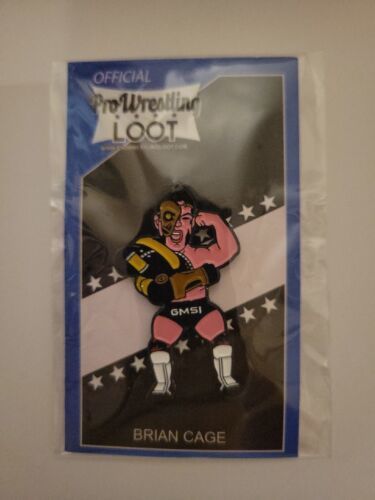 OFFICIAL
ProWrestling
LOOT
GMSI
BRIAN CAGE